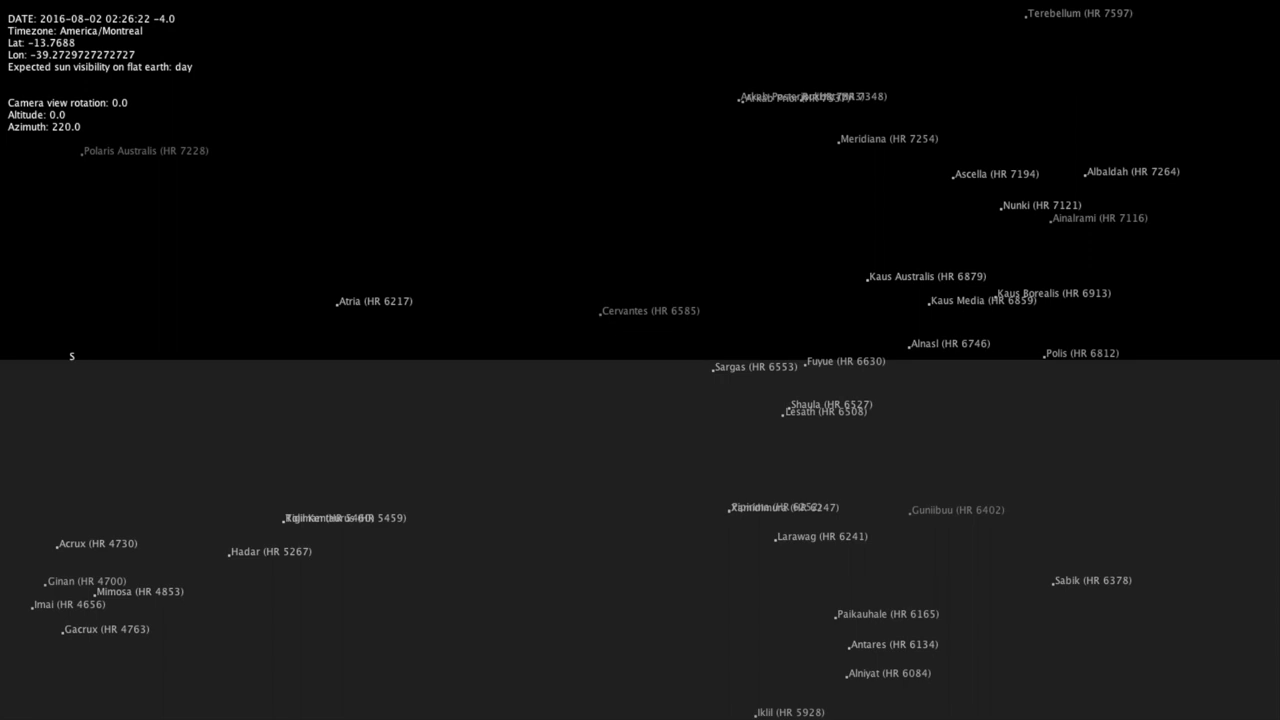 DATE: 2016-08-02 02:26:22 -4.0
Timezone: America/Montreal
Lat: -13.7688
Lon: -39.2729727272727
Expected sun visibility on flat earth: day
Camera view rotation: 0.0
Altitude: 0.0
Azimuth: 220.0
Terebellum (HR 7597)
Meridiana (HR 7254)
Polaris Australis (HR 7228)
Ascella (HR 7194)
Albaldah (HR 7264)
Nunki (HR 7121)
Ainalrami (HR 7116)
Kaus Australis (HR 6879)
Kaus Borealis (HR 6913)
Kaus Media (HR 6859)
Atria (HR 6217)
Cervantes (HR 6585)
Alnasl (HR 6746)
Polis (HR 6812)
S
Fuyue (HR 6630)
Sargas (HR 6553)
Shaula (HR 6527)
Lesath (HR 6508)
Guniibuu (HR 6402)
Larawag (HR 6241)
Acrux (HR 4730)
Hadar (HR 5267)
Ginan (HR 4700)
Sabik (HR 6378)
Mimosa (HR 4853)
Imai (HR 4656)
Paikauhale (HR 6165)
Gacrux (HR 4763)
Antares (HR 6134)
Alniyat (HR 6084)
Iklil (HR 5928)